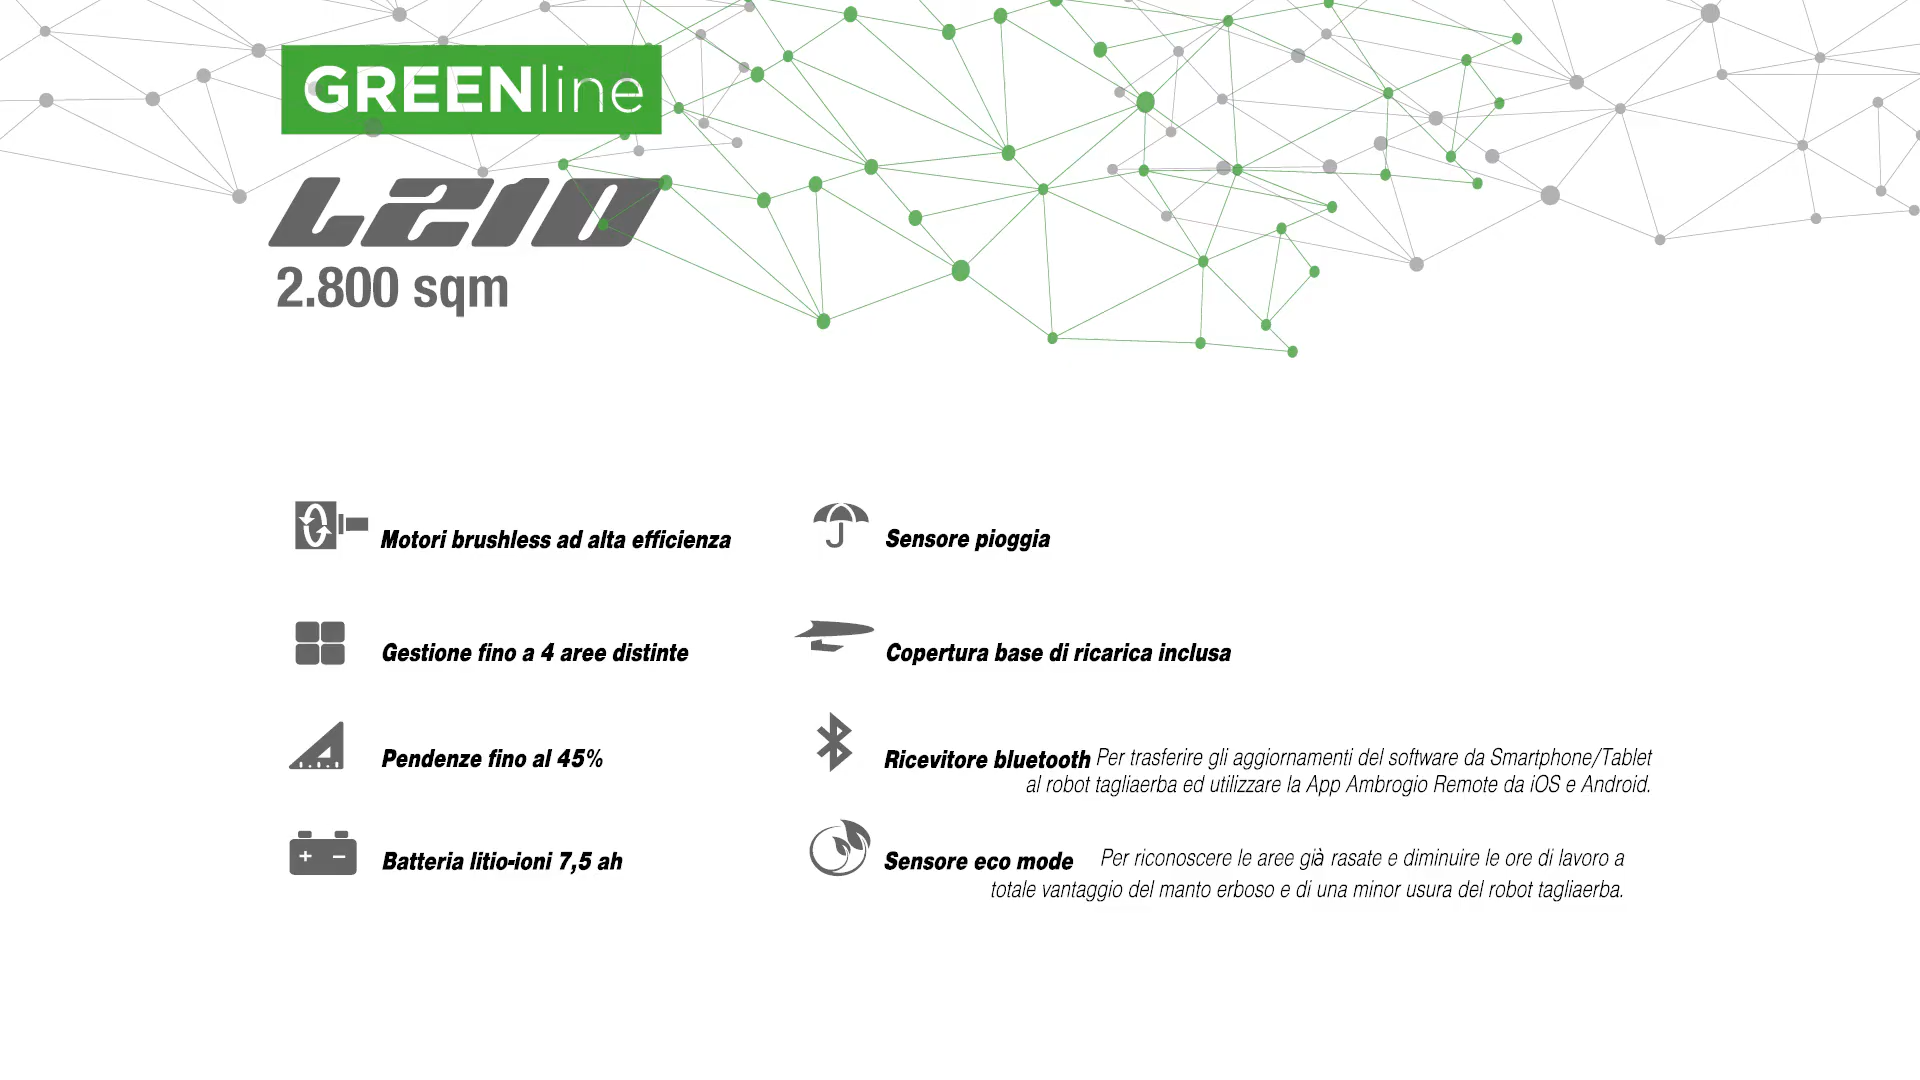 GREENline
L210
2.800 sqm
Motori brushless ad alta efficienza
Sensore pioggia
Gestione fino a 4 aree distinte
Copertura base di ricarica inclusa
Pendenze fino al 45%
Ricevitore bluetooth Per trasferire gli aggiornamenti del software da Smartphone/Tablet
al robot tagliaerba ed utilizzare la App Ambrogio Remote da iOS e Android.
Batteria litio-ioni 7,5 ah
Sensore eco mode Per riconoscere le aree già rasate e diminuire le ore di lavoro a
totale vantaggio del manto erboso e di una minor usura del robot tagliaerba.